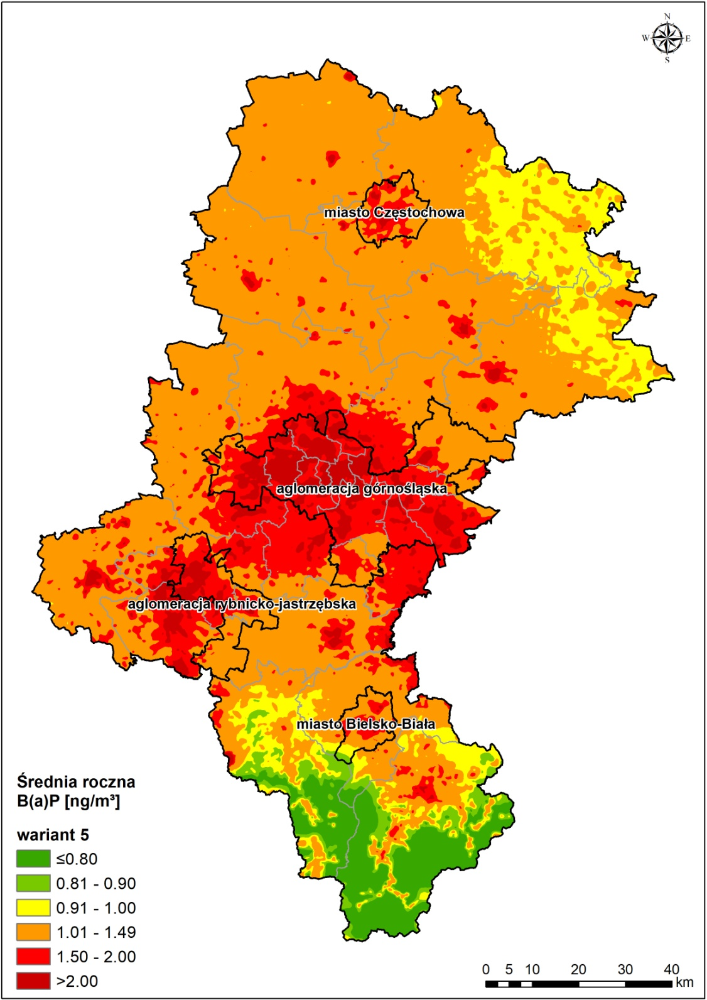 N
W E
S
miasto Częstochowa
aglomeracja górnośląska
aglomeracja rybnicko-jastrzębska
miasto Bielsko-Biała
Średnia roczna
B(a)P [ng/m³]
wariant 5
≤0.80
0.81 - 0.90
0.91 - 1.00
1.01 - 1.49
1.50 - 2.00
>2.00
0 5 10 20 30 40
km